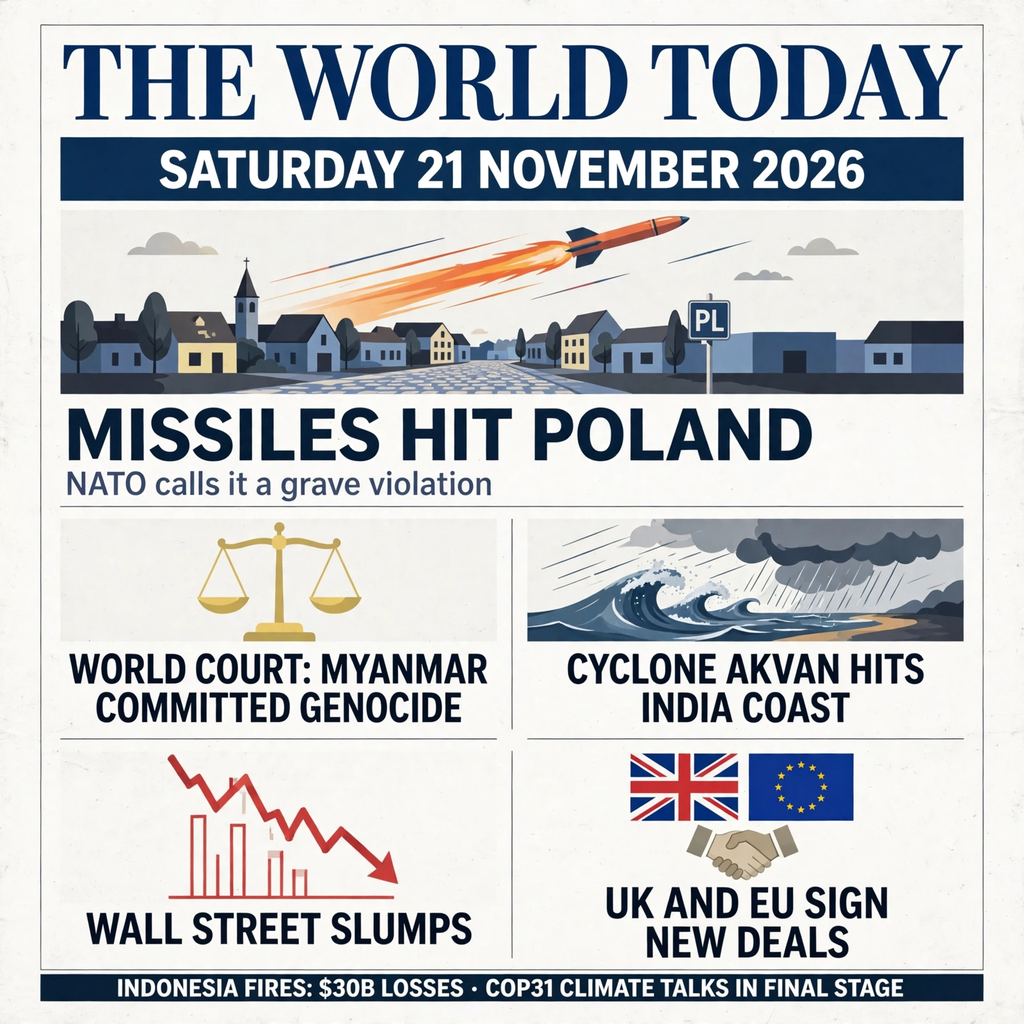 THE WORLD TODAY
SATURDAY 21 NOVEMBER 2026
PL
MISSILES HIT POLAND
NATO calls it a grave violation
WORLD COURT: MYANMAR
COMMITTED GENOCIDE
CYCLONE AKVAN HITS
INDIA COAST
WALL STREET SLUMPS
UK AND EU SIGN
NEW DEALS
INDONESIA FIRES: $30B LOSSES · COP31 CLIMATE TALKS IN FINAL STAGE